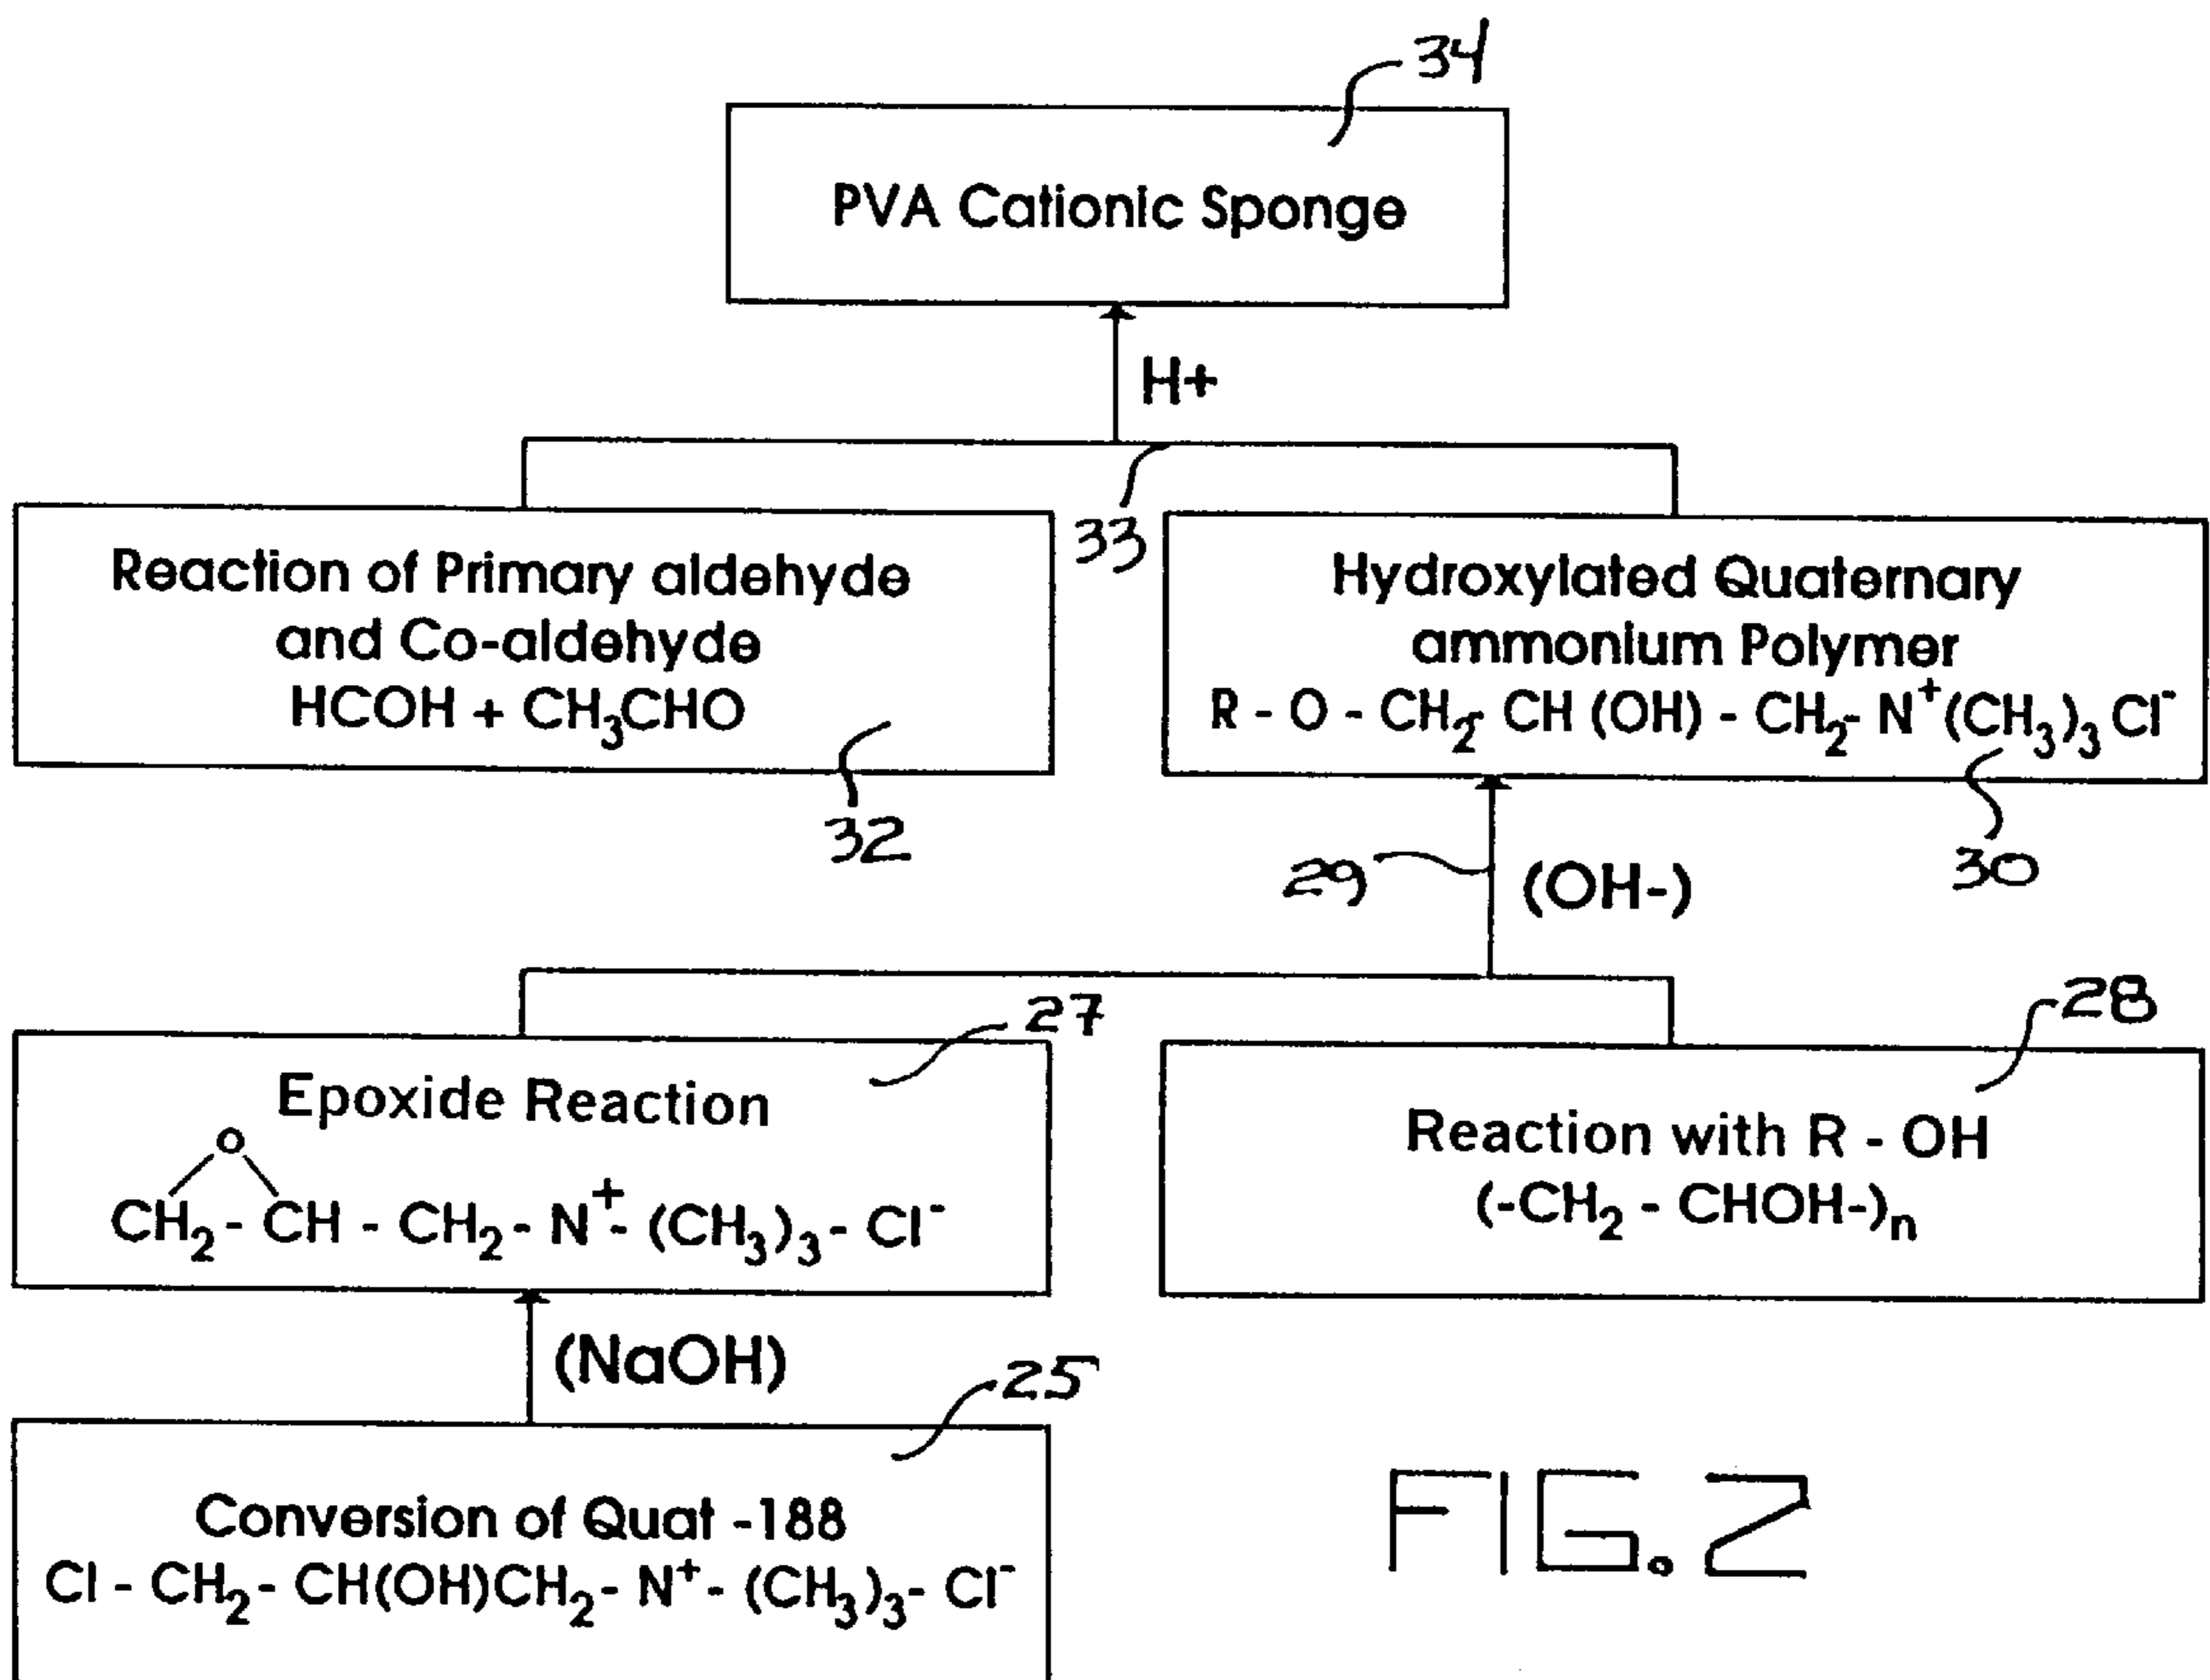 34
PVA Cationic Sponge
H+
33
Reaction of Primary aldehyde
and Co-aldehyde
HCOH + CH₃CHO
32
Hydroxylated Quaternary
ammonium Polymer
R - O - CH₂- CH (OH) - CH₂- N⁺(CH₃)₃ Cl⁻
30
29
(OH-)
27
Epoxide Reaction
O
CH₂- CH - CH₂- N⁺- (CH₃)₃- Cl⁻
28
Reaction with R - OH
(-CH₂ - CHOH-)ₙ
(NaOH)
25
Conversion of Quat -188
Cl - CH₂- CH(OH)CH₂- N⁺- (CH₃)₃- Cl⁻
FIG. 2